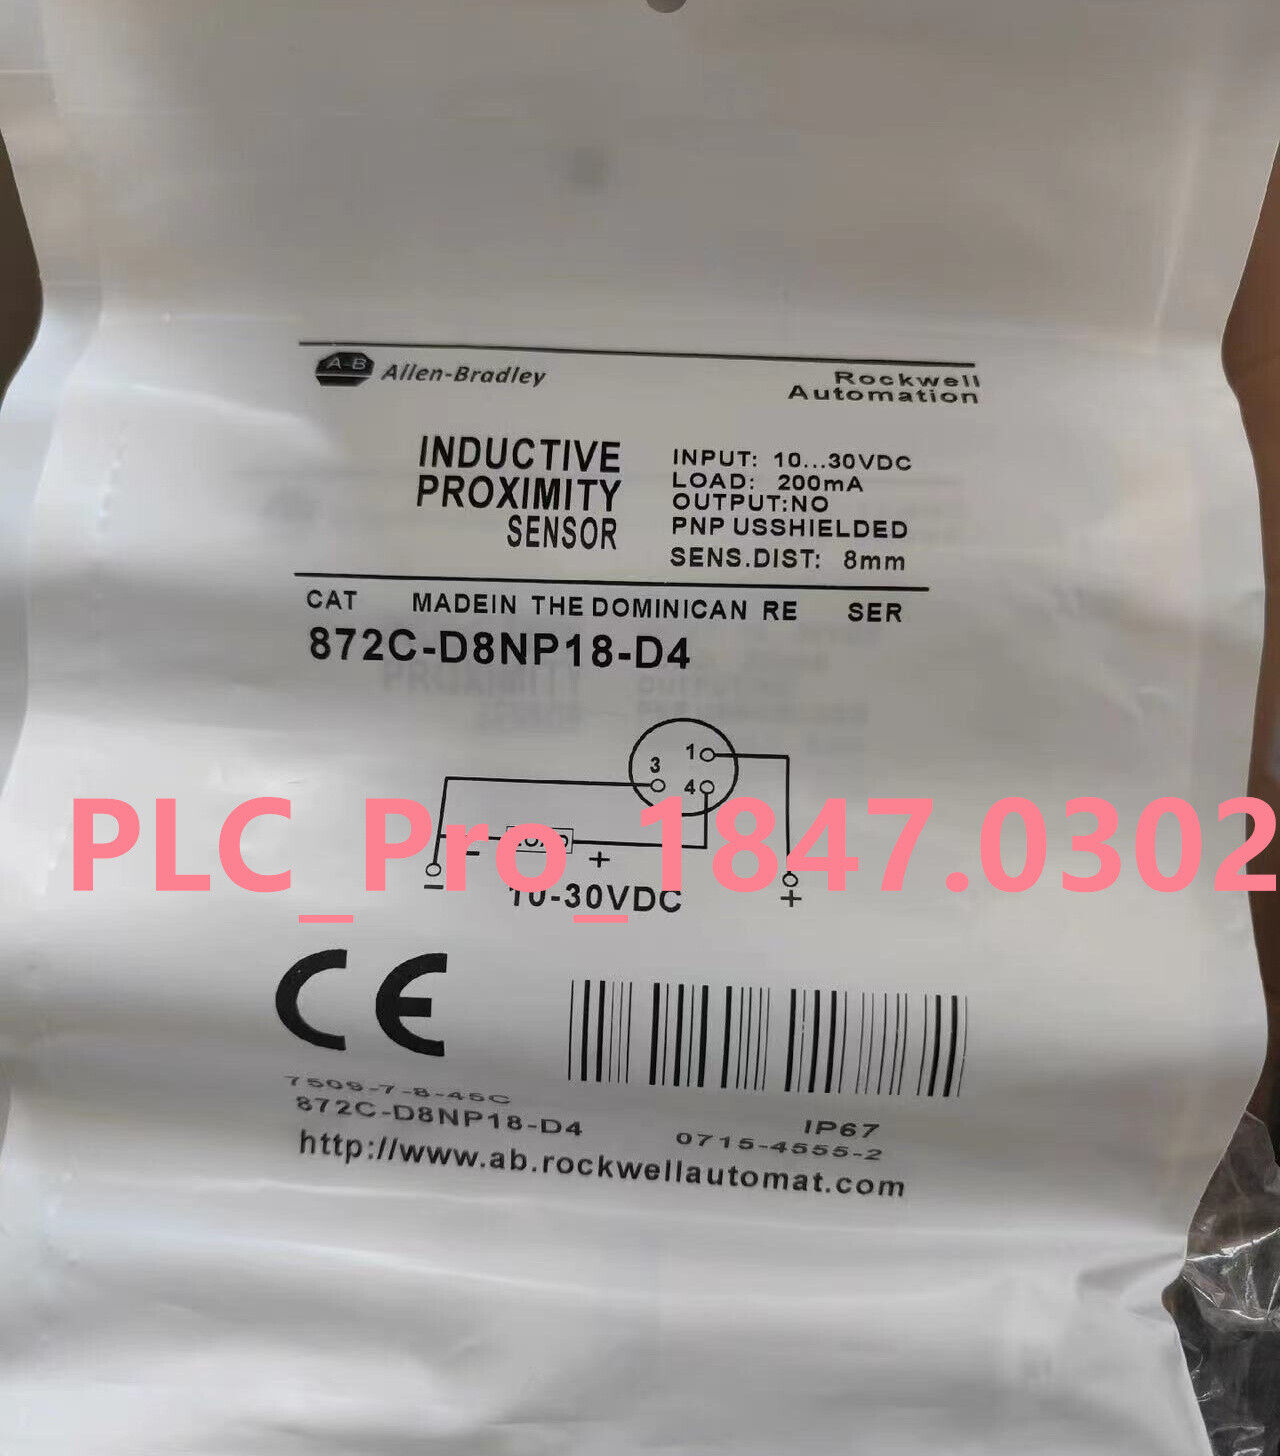 A-B Allen-Bradley
Rockwell
Automation
INDUCTIVE
PROXIMITY
SENSOR
INPUT: 10...30VDC
LOAD: 200mA
OUTPUT:NO
PNP USSHIELDED
SENS.DIST: 8mm
CAT MADEIN THE DOMINICAN RE SER
872C-D8NP18-D4
1
3
4
PLC_Pro_1847.0302
- +
- 10-30VDC +
CE
7509-7-8-45C
872C-D8NP18-D4
IP67
0715-4555-2
http://www.ab.rockwellautomat.com